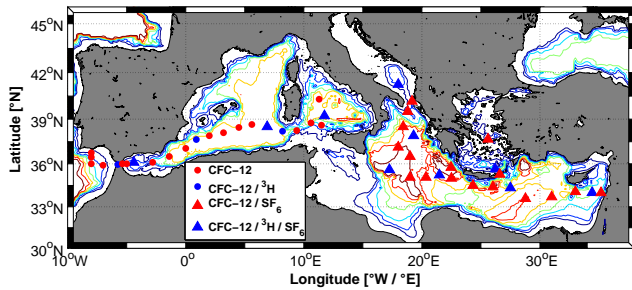 45°N
42°N
39°N
36°N
33°N
30°N
Latitude [°N]
CFC−12
CFC−12 / ³H
CFC−12 / SF₆
CFC−12 / ³H / SF₆
10°W 0° 10°E 20°E 30°E
Longitude [°W / °E]